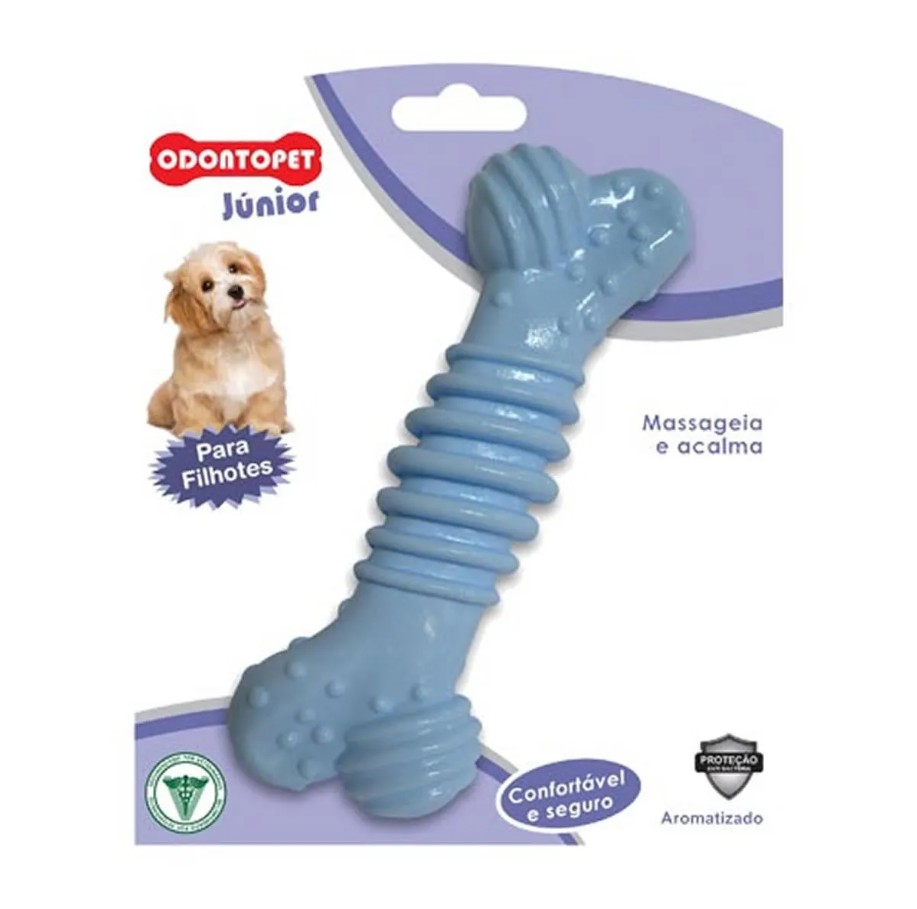 ODONTOPET
Júnior
Para
Filhotes
Massageia
e acalma
Confortável
e seguro
PROTEÇÃO
Aromatizado